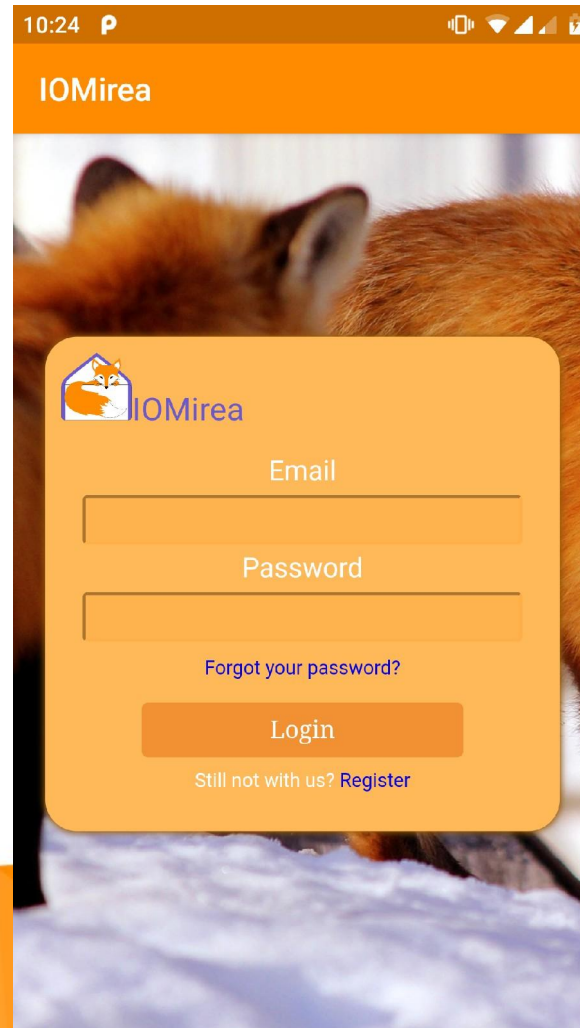 10:24
IOMirea
IOMirea
Email
Password
Forgot your password?
Login
Still not with us? Register